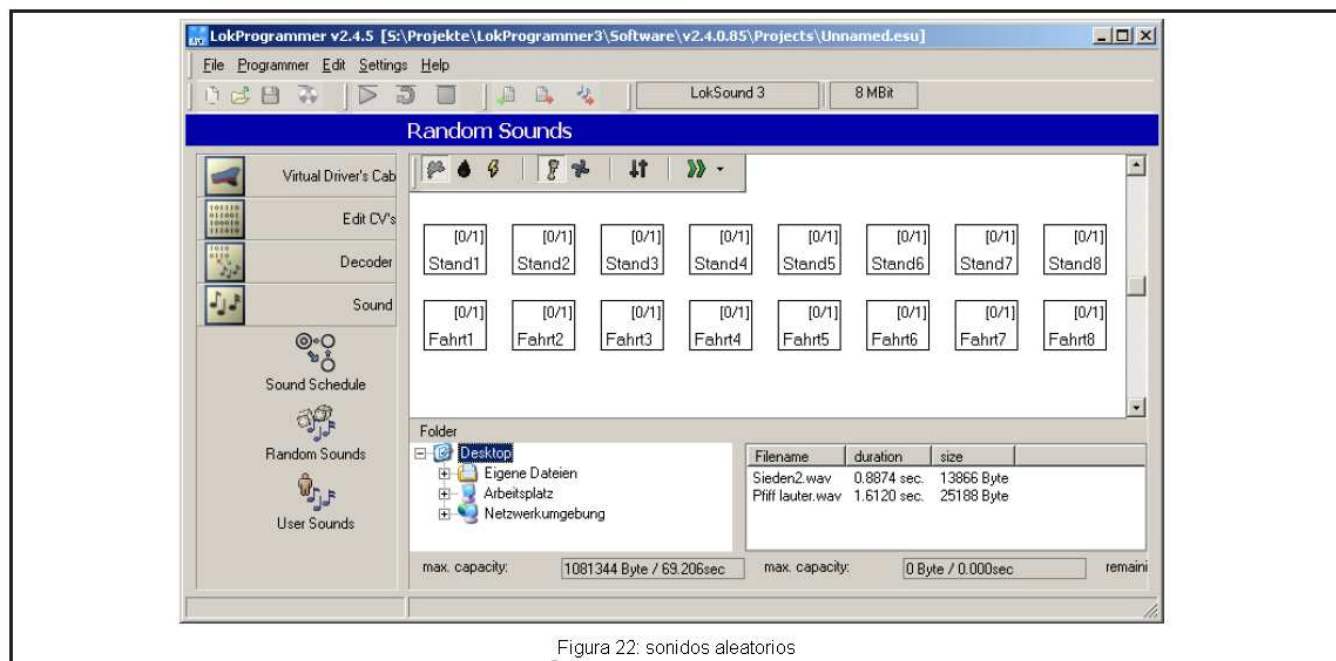 LokProgrammer v2.4.5 [S:\Projekte\LokProgrammer3\Software\v2.4.0.85\Projects\Unnamed.esu]
File Programmer Edit Settings Help
LokSound 3 8 MBit
Random Sounds
Virtual Driver's Cab
Edit CV's
Decoder
Sound
Sound Schedule
Random Sounds
User Sounds
[0/1] [0/1] [0/1] [0/1] [0/1] [0/1] [0/1] [0/1]
Stand1 Stand2 Stand3 Stand4 Stand5 Stand6 Stand7 Stand8
[0/1] [0/1] [0/1] [0/1] [0/1] [0/1] [0/1] [0/1]
Fahrt1 Fahrt2 Fahrt3 Fahrt4 Fahrt5 Fahrt6 Fahrt7 Fahrt8
Folder
Desktop
Eigene Dateien
Arbeitsplatz
Netzwerkumgebung
Filename duration size
Sieden2.wav 0.8874 sec. 13866 Byte
Pfiff lauter.wav 1.6120 sec. 25188 Byte
max. capacity: 1081344 Byte / 69.206sec max. capacity: 0 Byte / 0.000sec remaini
Figura 22: sonidos aleatorios